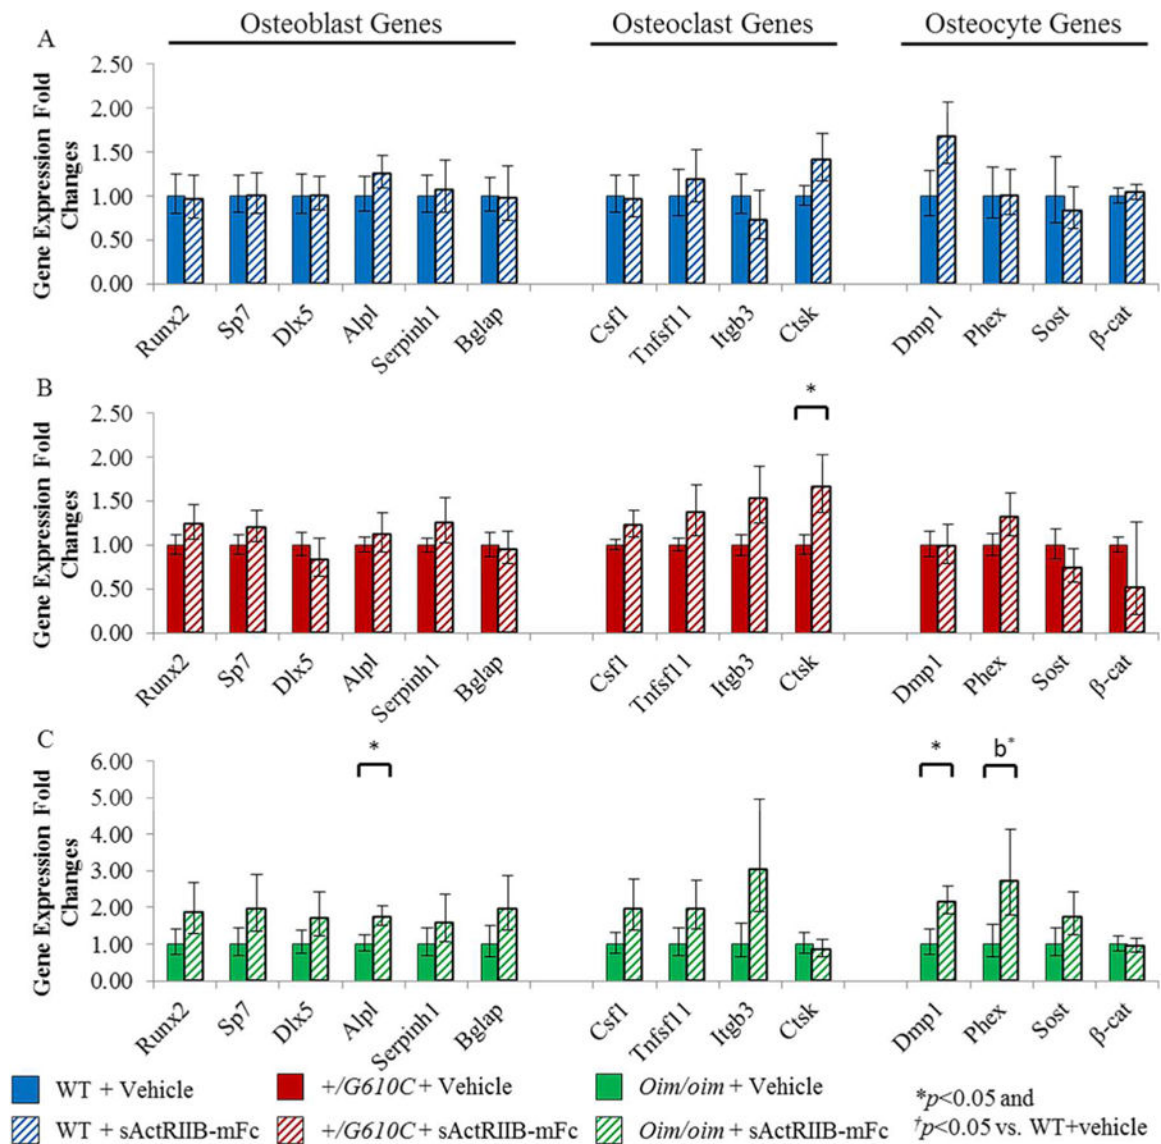 Osteoblast Genes Osteoclast Genes Osteocyte Genes
A
Gene Expression Fold Changes
2.50
2.00
1.50
1.00
0.50
0.00
Runx2 Sp7 Dlx5 Alpl Serpinh1 Bglap Csf1 Tnfsf11 Itgb3 Ctsk Dmp1 Phex Sost β-cat
B
*
Gene Expression Fold Changes
2.50
2.00
1.50
1.00
0.50
0.00
Runx2 Sp7 Dlx5 Alpl Serpinh1 Bglap Csf1 Tnfsf11 Itgb3 Ctsk Dmp1 Phex Sost β-cat
C
* * b*
Gene Expression Fold Changes
6.00
5.00
4.00
3.00
2.00
1.00
0.00
Runx2 Sp7 Dlx5 Alpl Serpinh1 Bglap Csf1 Tnfsf11 Itgb3 Ctsk Dmp1 Phex Sost β-cat
WT + Vehicle +/G610C + Vehicle Oim/oim + Vehicle *p<0.05 and
WT + sActRIIB-mFc +/G610C + sActRIIB-mFc Oim/oim + sActRIIB-mFc †p<0.05 vs. WT+vehicle